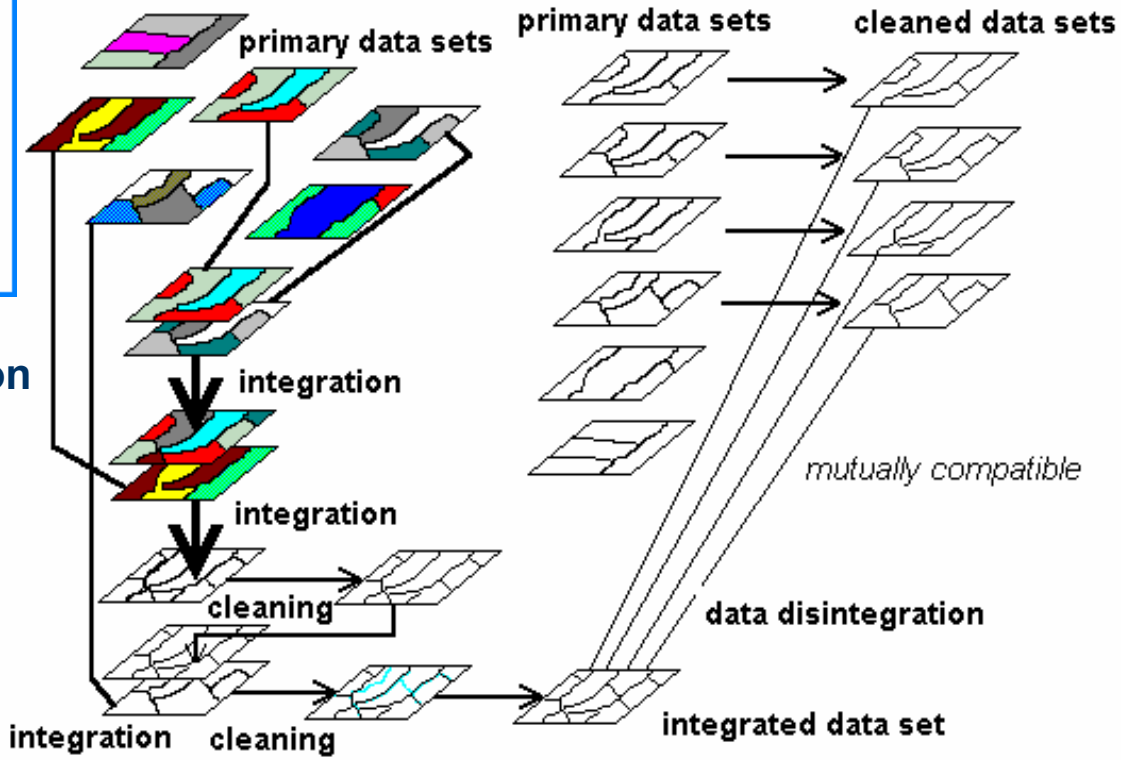 primary data sets
primary data sets
cleaned data sets
on
integration
integration
mutually compatible
cleaning
data disintegration
integration
cleaning
integrated data set